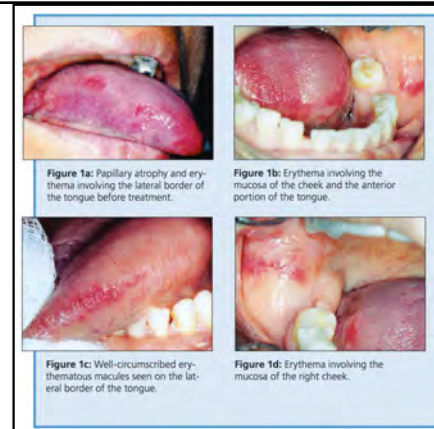 Figure 1a: Papillary atrophy and ery-
thema involving the lateral border of
the tongue before treatment.
Figure 1b: Erythema involving the
mucosa of the cheek and the anterior
portion of the tongue.
Figure 1c: Well-circumscribed ery-
thematous macules seen on the lat-
eral border of the tongue.
Figure 1d: Erythema involving the
mucosa of the right cheek.